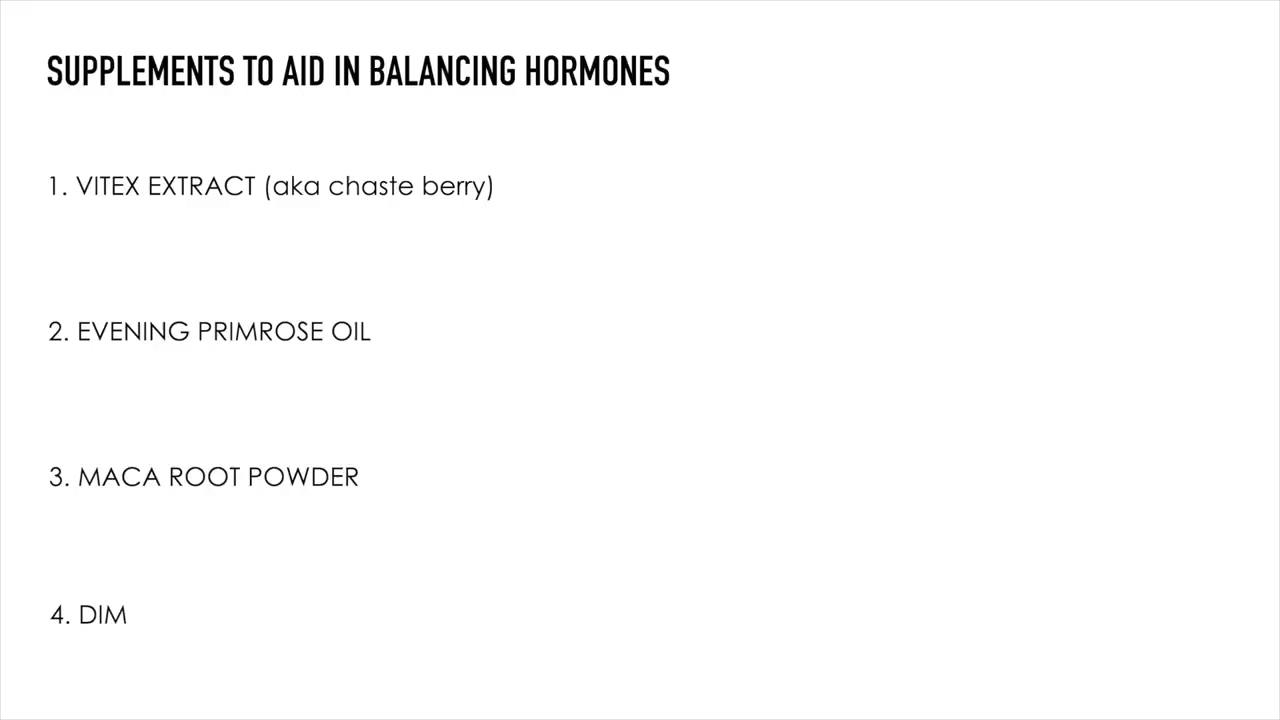 SUPPLEMENTS TO AID IN BALANCING HORMONES
1. VITEX EXTRACT (aka chaste berry)
2. EVENING PRIMROSE OIL
3. MACA ROOT POWDER
4. DIM